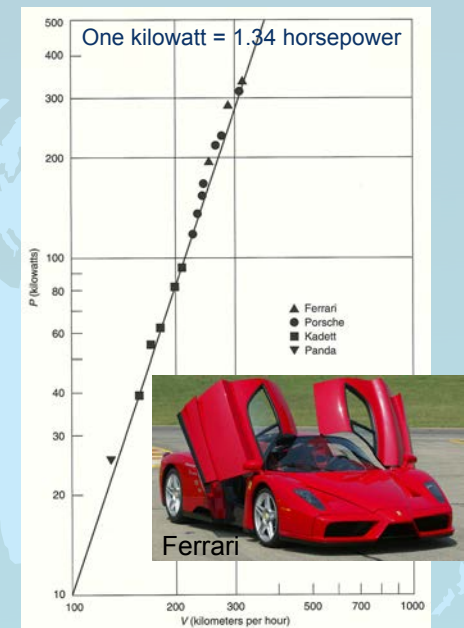 One kilowatt = 1.34 horsepower
500
400
300
200
100
80
60
40
30
20
10
P (kilowatts)
▲ Ferrari
● Porsche
■ Kadett
▼ Panda
Ferrari
100 200 300 500 700 1000
V (kilometers per hour)